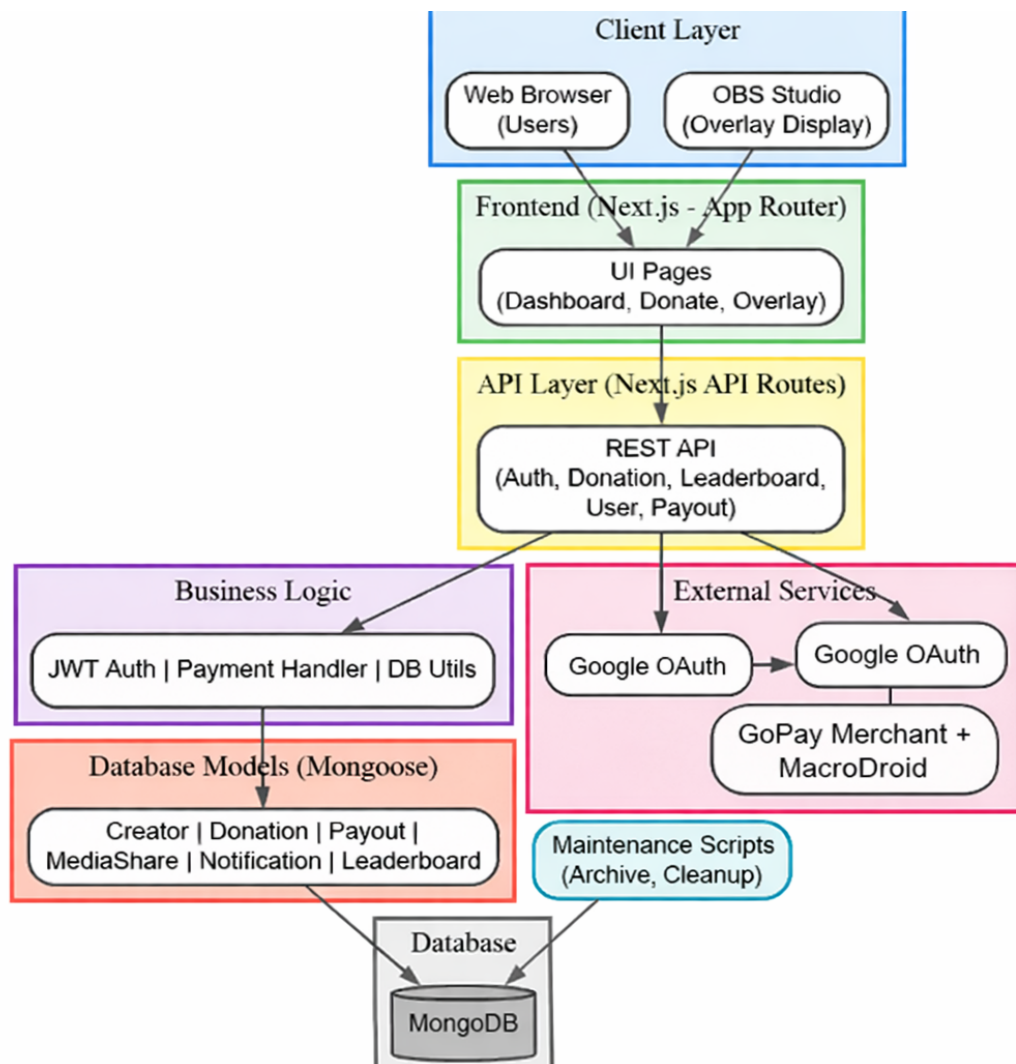 Client Layer
Web Browser
(Users)
OBS Studio
(Overlay Display)
Frontend (Next.js - App Router)
UI Pages
(Dashboard, Donate, Overlay)
API Layer (Next.js API Routes)
REST API
(Auth, Donation, Leaderboard,
User, Payout)
Business Logic
JWT Auth | Payment Handler | DB Utils
External Services
Google OAuth
Google OAuth
GoPay Merchant +
MacroDroid
Database Models (Mongoose)
Creator | Donation | Payout |
MediaShare | Notification | Leaderboard
Maintenance Scripts
(Archive, Cleanup)
Database
MongoDB